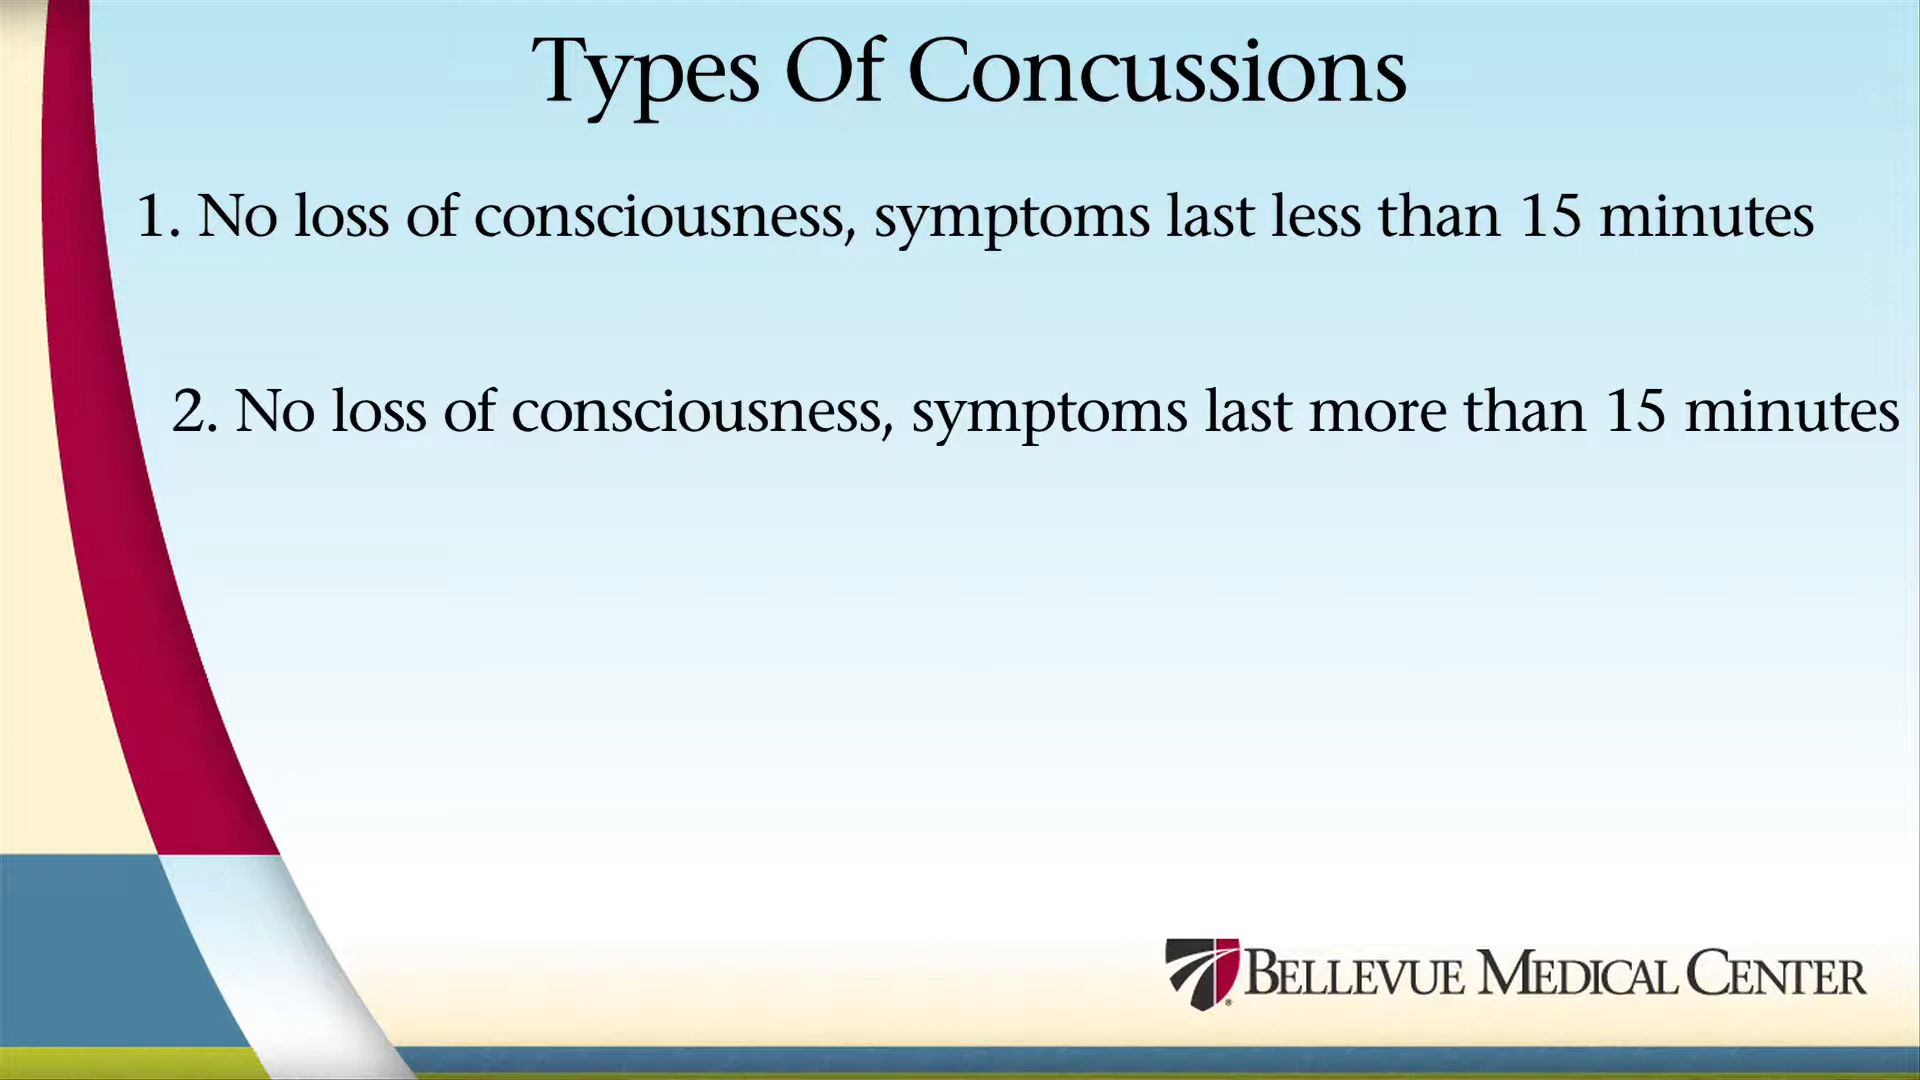 Types Of Concussions
1. No loss of consciousness, symptoms last less than 15 minutes
2. No loss of consciousness, symptoms last more than 15 minutes
BELLEVUE MEDICAL CENTER